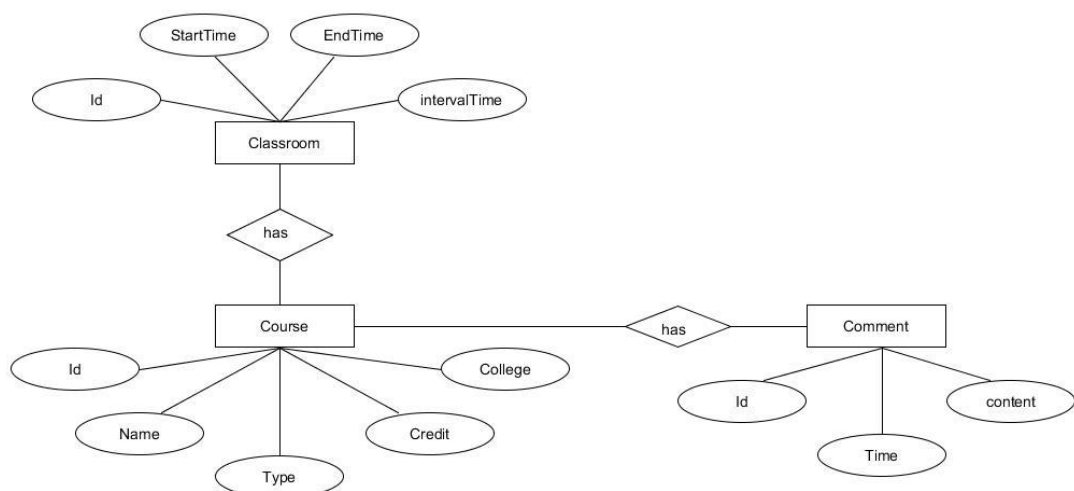 StartTime
EndTime
Id
intervalTime
Classroom
has
Course
has
Comment
Id
College
Name
Credit
Type
Id
content
Time